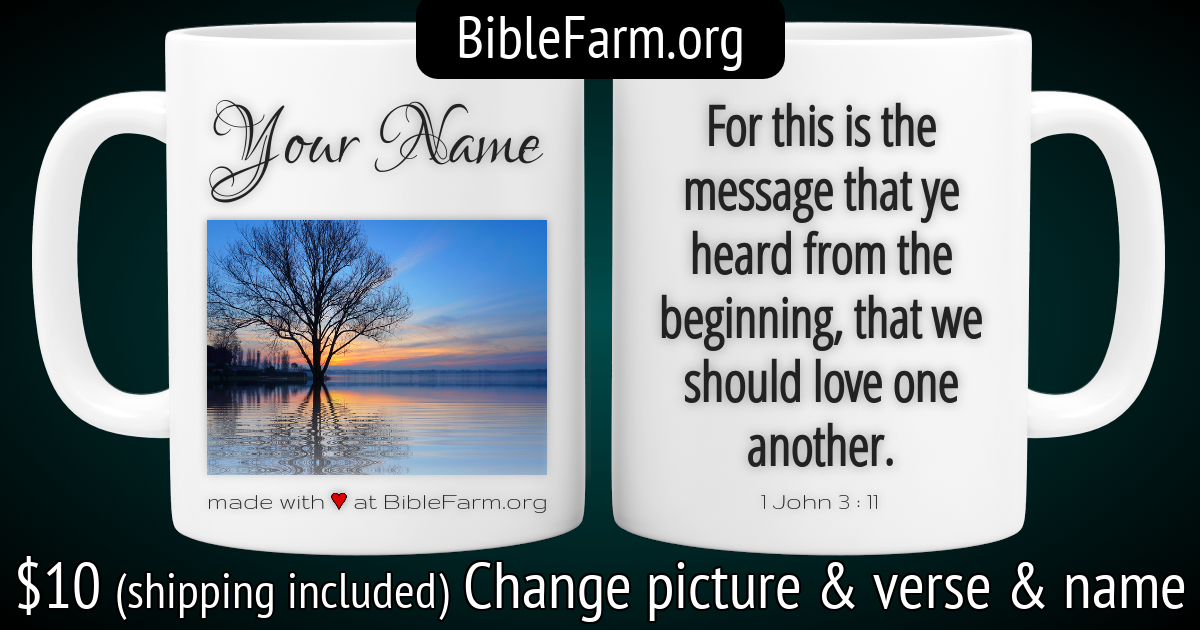 BibleFarm.org
Your Name
made with ♥ at BibleFarm.org
For this is the
message that ye
heard from the
beginning, that we
should love one
another.
1 John 3 : 11
$10 (shipping included) Change picture & verse & name